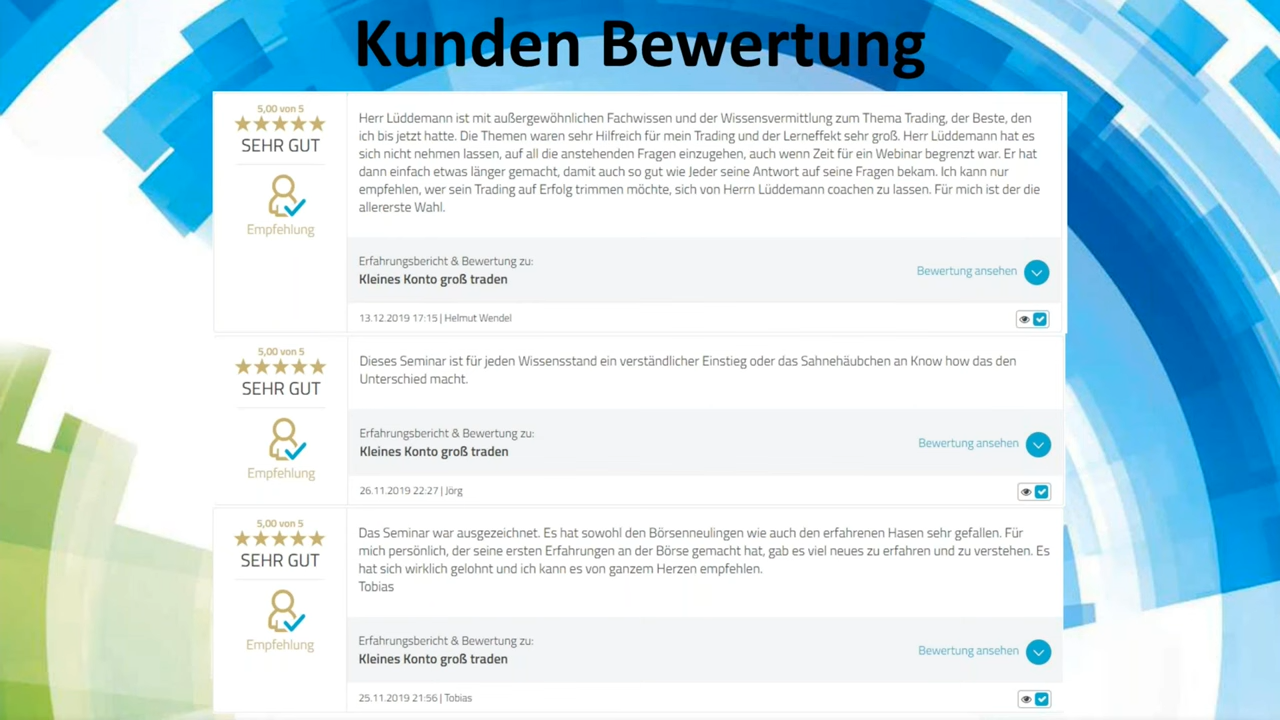 Kunden Bewertung
5,00 von 5
SEHR GUT
Empfehlung
Herr Lüddemann ist mit außergewöhnlichen Fachwissen und der Wissensvermittlung zum Thema Trading, der Beste, den
ich bis jetzt hatte. Die Themen waren sehr Hilfreich für mein Trading und der Lerneffekt sehr groß. Herr Lüddemann hat es
sich nicht nehmen lassen, auf all die anstehenden Fragen einzugehen, auch wenn Zeit für ein Webinar begrenzt war. Er hat
dann einfach etwas länger gemacht, damit auch so gut wie Jeder seine Antwort auf seine Fragen bekam. Ich kann nur
empfehlen, wer sein Trading auf Erfolg trimmen möchte, sich von Herrn Lüddemann coachen zu lassen. Für mich ist der die
allererste Wahl.
Erfahrungsbericht & Bewertung zu:
Kleines Konto groß traden
Bewertung ansehen
13.12.2019 17:15 | Helmut Wendel
5,00 von 5
SEHR GUT
Empfehlung
Dieses Seminar ist für jeden Wissensstand ein verständlicher Einstieg oder das Sahnehäubchen an Know how das den
Unterschied macht.
Erfahrungsbericht & Bewertung zu:
Kleines Konto groß traden
Bewertung ansehen
26.11.2019 22:27 | Jörg
5,00 von 5
SEHR GUT
Empfehlung
Das Seminar war ausgezeichnet. Es hat sowohl den Börsenneulingen wie auch den erfahrenen Hasen sehr gefallen. Für
mich persönlich, der seine ersten Erfahrungen an der Börse gemacht hat, gab es viel neues zu erfahren und zu verstehen. Es
hat sich wirklich gelohnt und ich kann es von ganzem Herzen empfehlen.
Tobias
Erfahrungsbericht & Bewertung zu:
Kleines Konto groß traden
Bewertung ansehen
25.11.2019 21:56 | Tobias